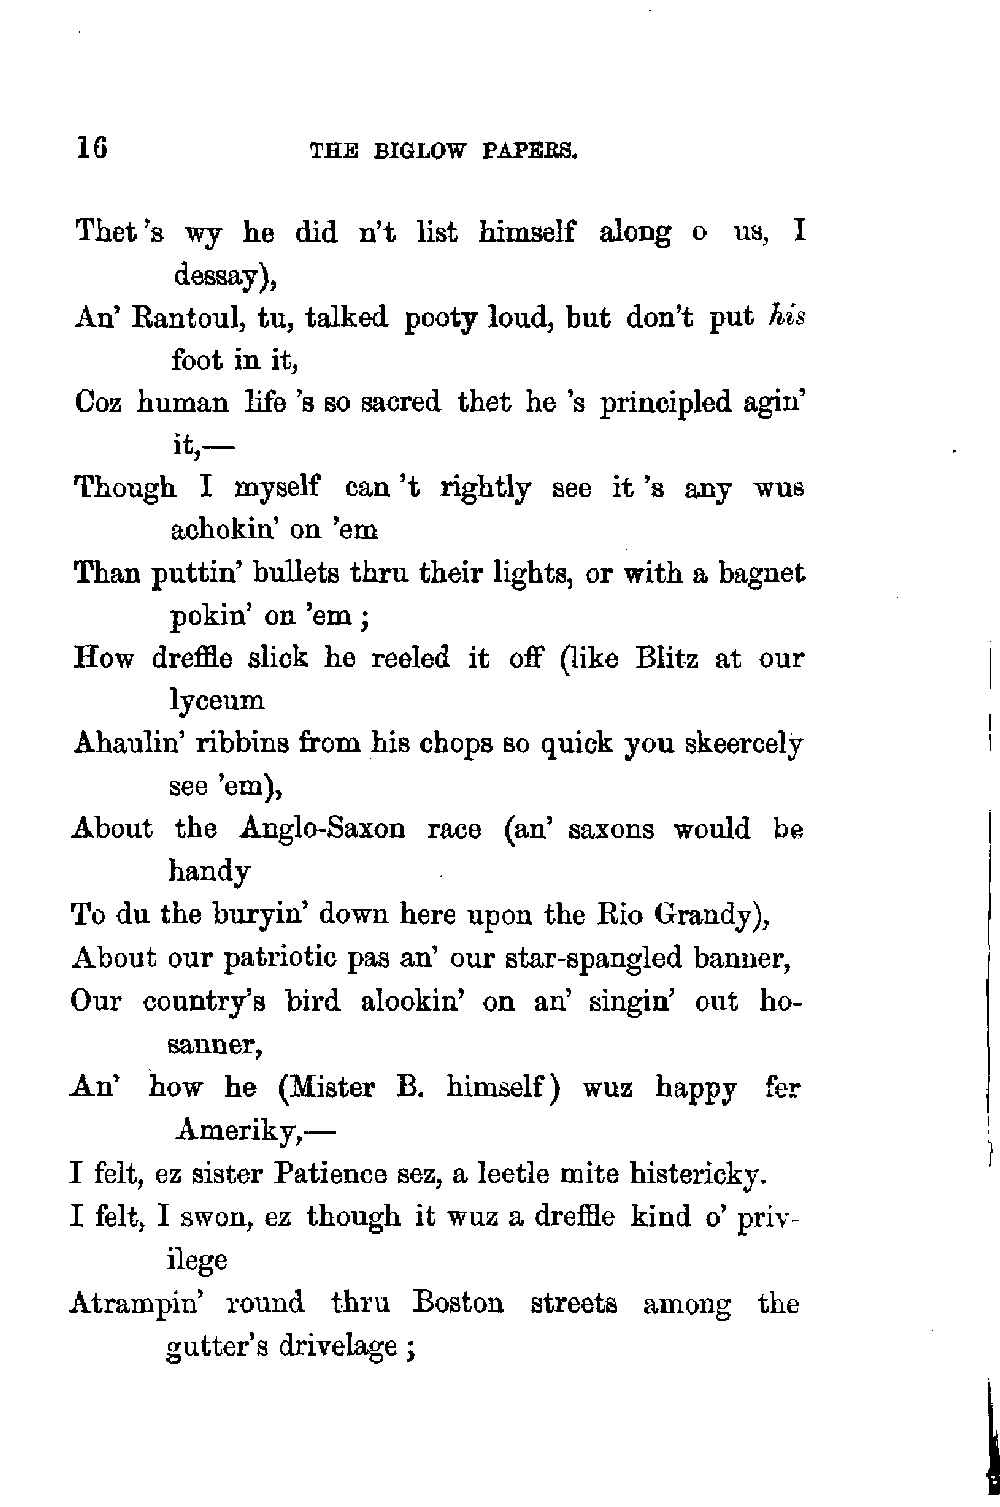 16 THE BIGLOW PAPERS.
Thet 's wy he did n't list himself along o us, I
dessay),
An' Rantoul, tu, talked pooty loud, but don't put his
foot in it,
Coz human life 's so sacred thet he 's principled agin'
it,—
Though I myself can 't rightly see it 's any wus
achokin' on 'em
Than puttin' bullets thru their lights, or with a bagnet
pokin' on 'em ;
How dreffle slick he reeled it off (like Blitz at our
lyceum
Ahaulin' ribbins from his chops so quick you skeercely
see 'em),
About the Anglo-Saxon race (an' saxons would be
handy
To du the buryin' down here upon the Rio Grandy),
About our patriotic pas an' our star-spangled banner,
Our country's bird alookin' on an' singin' out ho-
sanner,
An' how he (Mister B. himself) wuz happy fer
Ameriky,—
I felt, ez sister Patience sez, a leetle mite histericky.
I felt, I swon, ez though it wuz a dreffle kind o' priv-
ilege
Atrampin' round thru Boston streets among the
gutter's drivelage ;